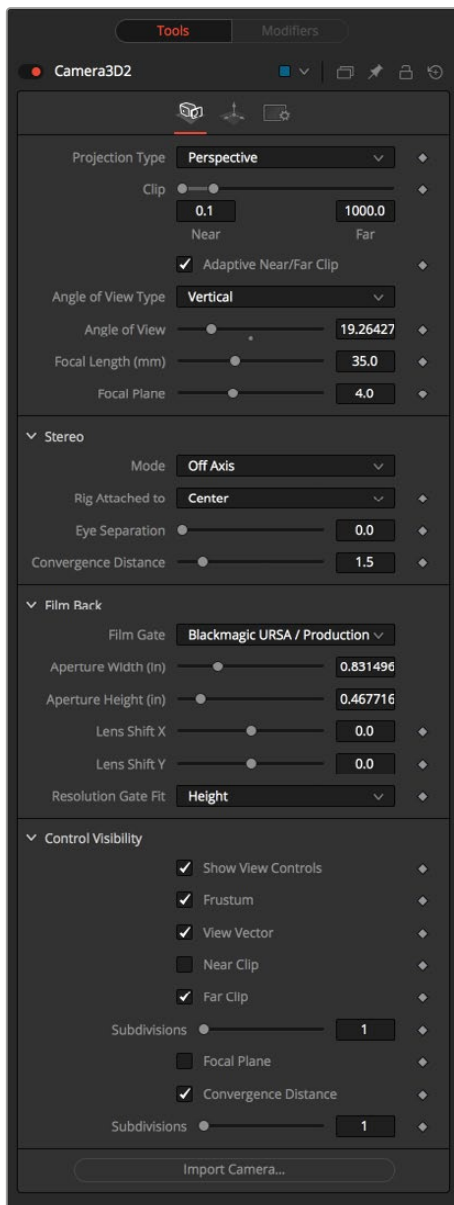 Tools Modifiers
Camera3D2
Projection Type Perspective
Clip
0.1 1000.0
Near Far
Adaptive Near/Far Clip
Angle of View Type Vertical
Angle of View 19.26427
Focal Length (mm) 35.0
Focal Plane 4.0
Stereo
Mode Off Axis
Rig Attached to Center
Eye Separation 0.0
Convergence Distance 1.5
Film Back
Film Gate Blackmagic URSA / Production
Aperture Width (in) 0.831496
Aperture Height (in) 0.467716
Lens Shift X 0.0
Lens Shift Y 0.0
Resolution Gate Fit Height
Control Visibility
Show View Controls
Frustum
View Vector
Near Clip
Far Clip
Subdivisions 1
Focal Plane
Convergence Distance
Subdivisions 1
Import Camera...